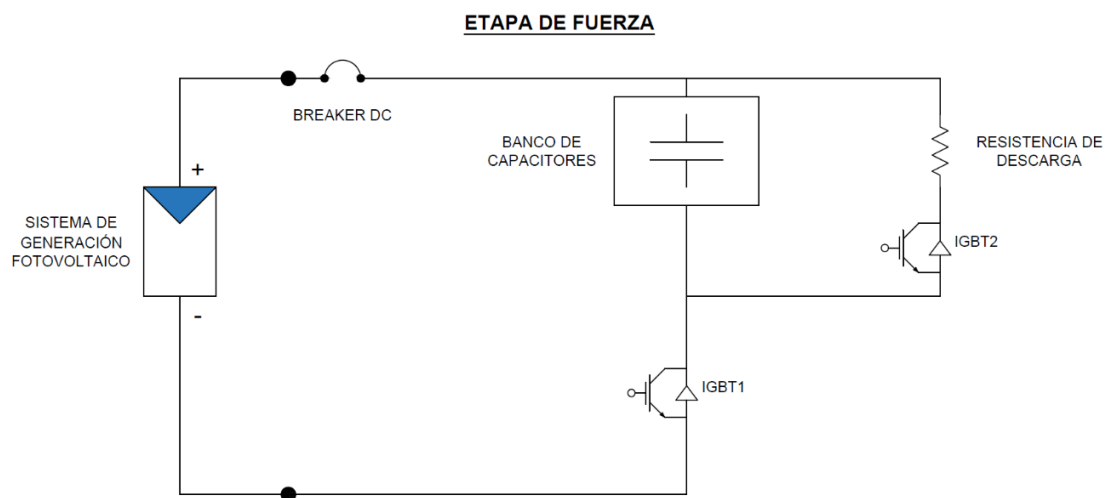 ETAPA DE FUERZA
BREAKER DC
BANCO DE
CAPACITORES
RESISTENCIA DE
DESCARGA
+
SISTEMA DE
GENERACIÓN
FOTOVOLTAICO
-
IGBT2
IGBT1